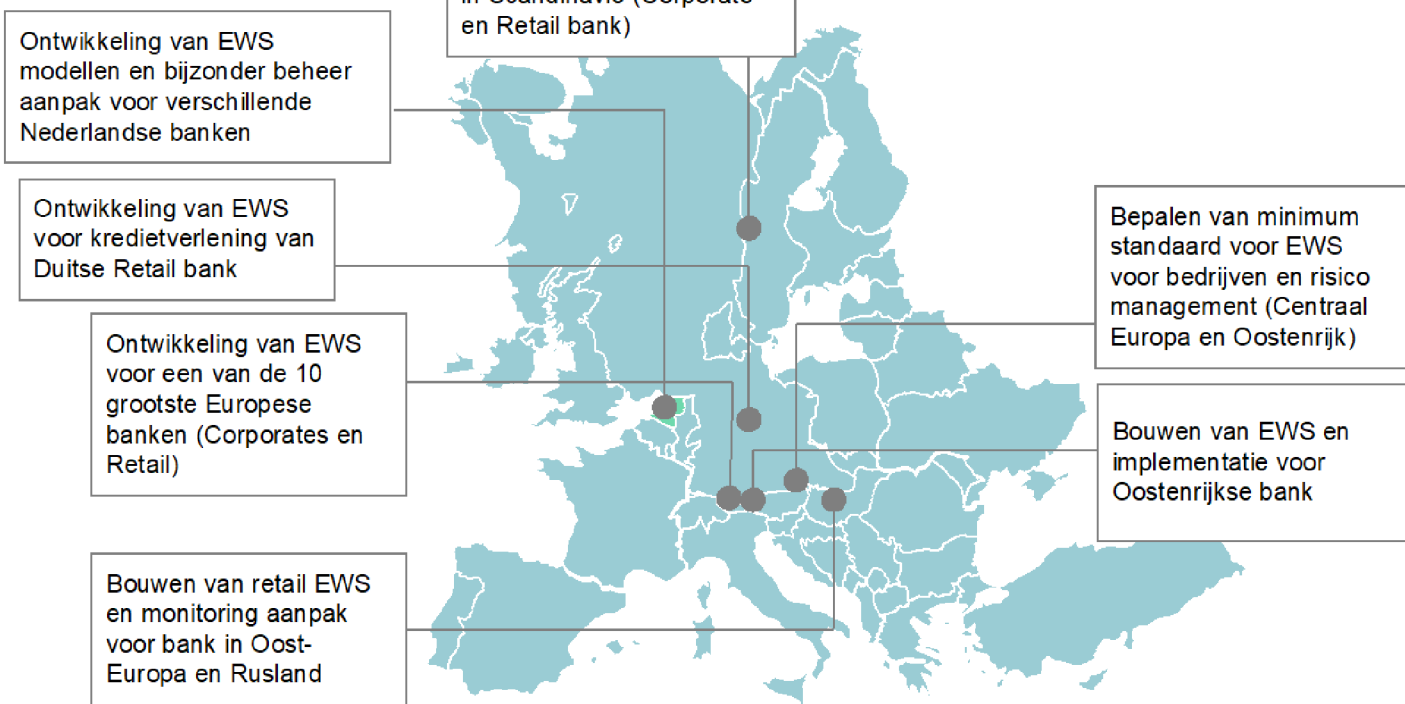 in Scandinavië (Corporate
en Retail bank)
Ontwikkeling van EWS
modellen en bijzonder beheer
aanpak voor verschillende
Nederlandse banken
Ontwikkeling van EWS
voor kredietverlening van
Duitse Retail bank
Ontwikkeling van EWS
voor een van de 10
grootste Europese
banken (Corporates en
Retail)
Bouwen van retail EWS
en monitoring aanpak
voor bank in Oost-
Europa en Rusland
Bepalen van minimum
standaard voor EWS
voor bedrijven en risico
management (Centraal
Europa en Oostenrijk)
Bouwen van EWS en
implementatie voor
Oostenrijkse bank